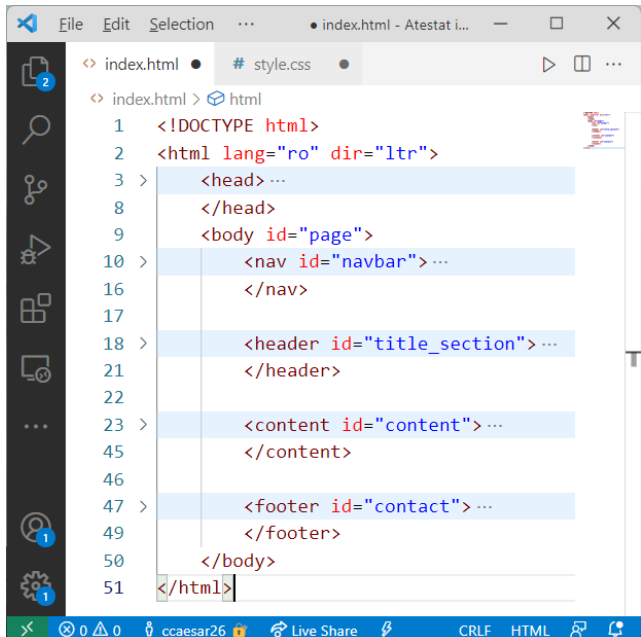 File Edit Selection ··· ● index.html - Atestat i...
<> index.html ● # style.css ●
<> index.html > html
1 <!DOCTYPE html>
2 <html lang="ro" dir="ltr">
3 > <head>···
8 </head>
9 <body id="page">
10 > <nav id="navbar">···
16 </nav>
17
18 > <header id="title_section">···
21 </header>
22
23 > <content id="content">···
45 </content>
46
47 > <footer id="contact">···
49 </footer>
50 </body>
51 </html>
2
1
1
T
0 0 ccaesar26 Live Share CRLF HTML